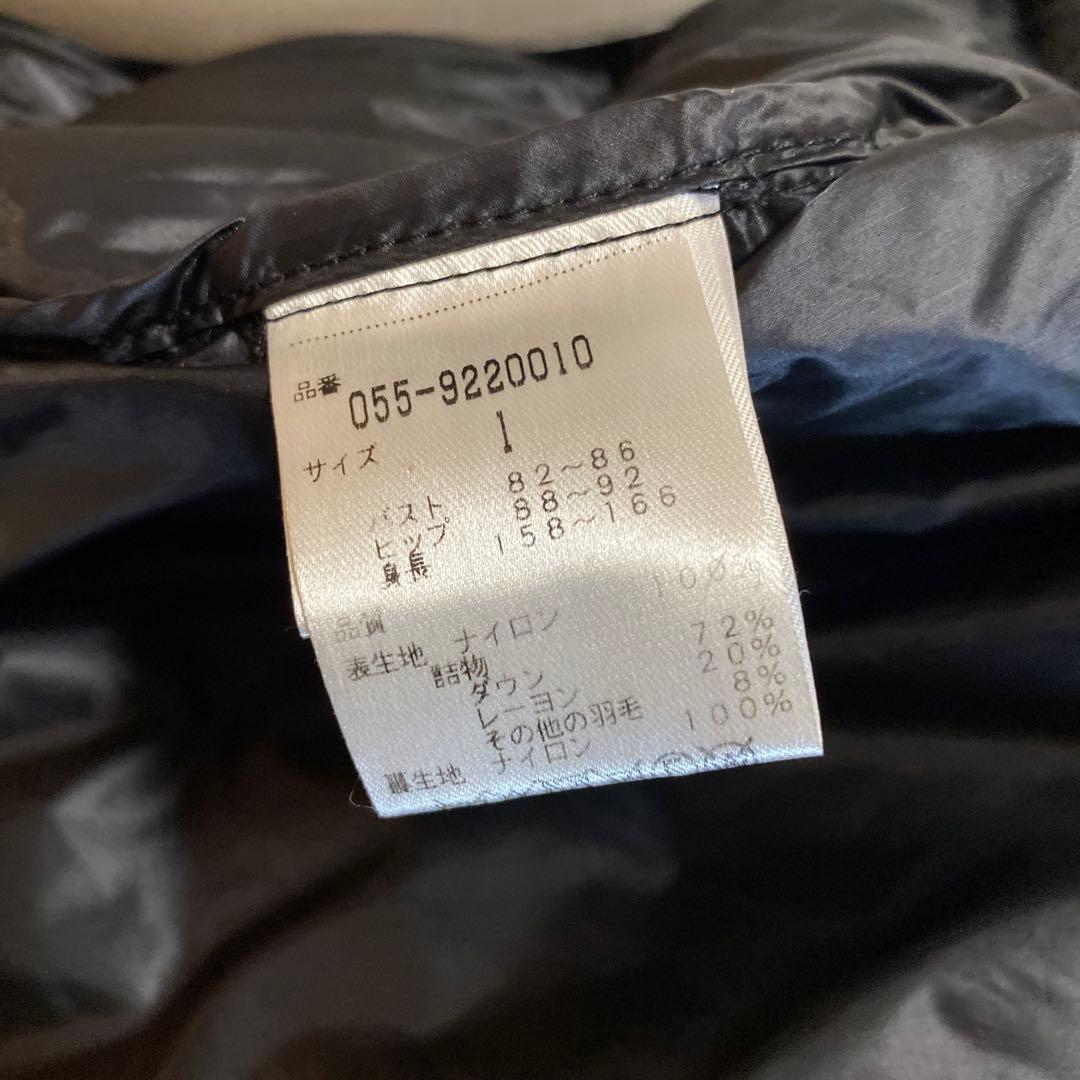 品番 055-9220010
サイズ 1
バスト 82～86
ヒップ 88～92
身長 158～166
品質
表生地 ナイロン 100%
詰物
ダウン 72%
レーヨン 20%
その他の羽毛 8%
裏生地 ナイロン 100%